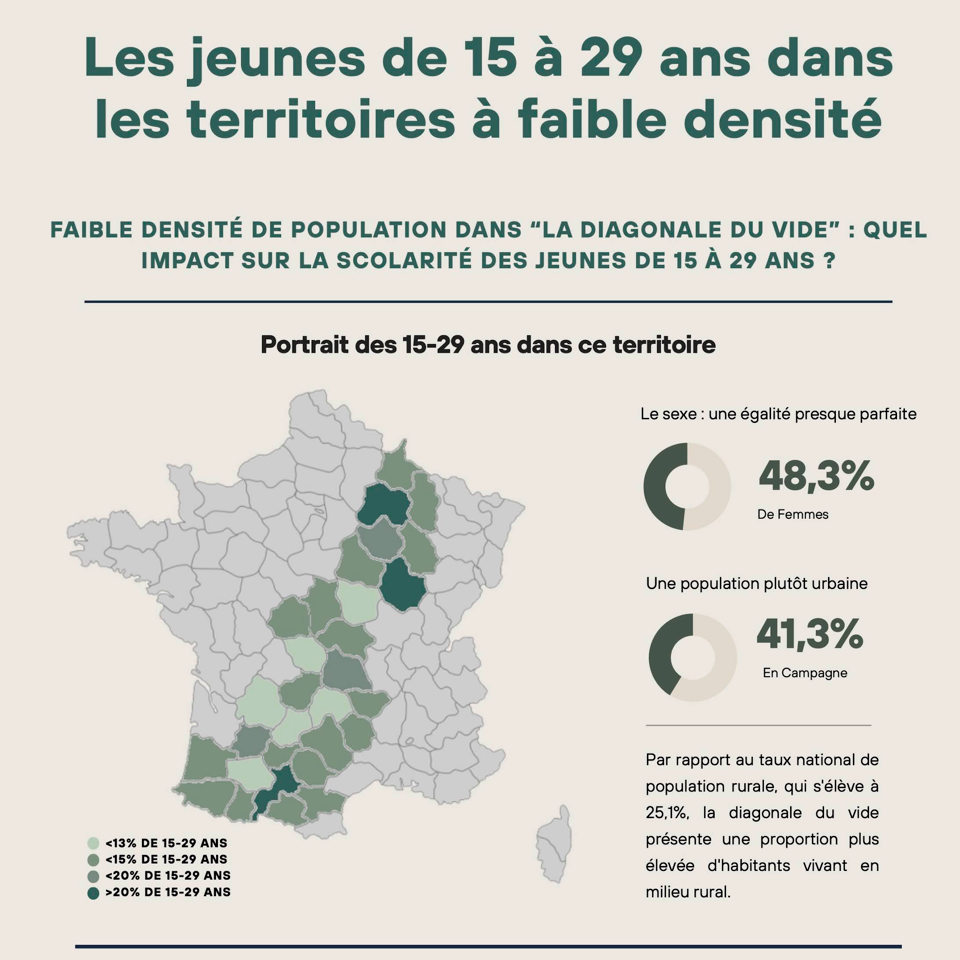 Les jeunes de 15 à 29 ans dans
les territoires à faible densité
FAIBLE DENSITÉ DE POPULATION DANS “LA DIAGONALE DU VIDE” : QUEL
IMPACT SUR LA SCOLARITÉ DES JEUNES DE 15 À 29 ANS ?
Portrait des 15-29 ans dans ce territoire
Le sexe : une égalité presque parfaite
48,3%
De Femmes
Une population plutôt urbaine
41,3%
En Campagne
Par rapport au taux national de
population rurale, qui s'élève à
25,1%, la diagonale du vide
présente une proportion plus
élevée d'habitants vivant en
milieu rural.
<13% DE 15-29 ANS
<15% DE 15-29 ANS
<20% DE 15-29 ANS
>20% DE 15-29 ANS